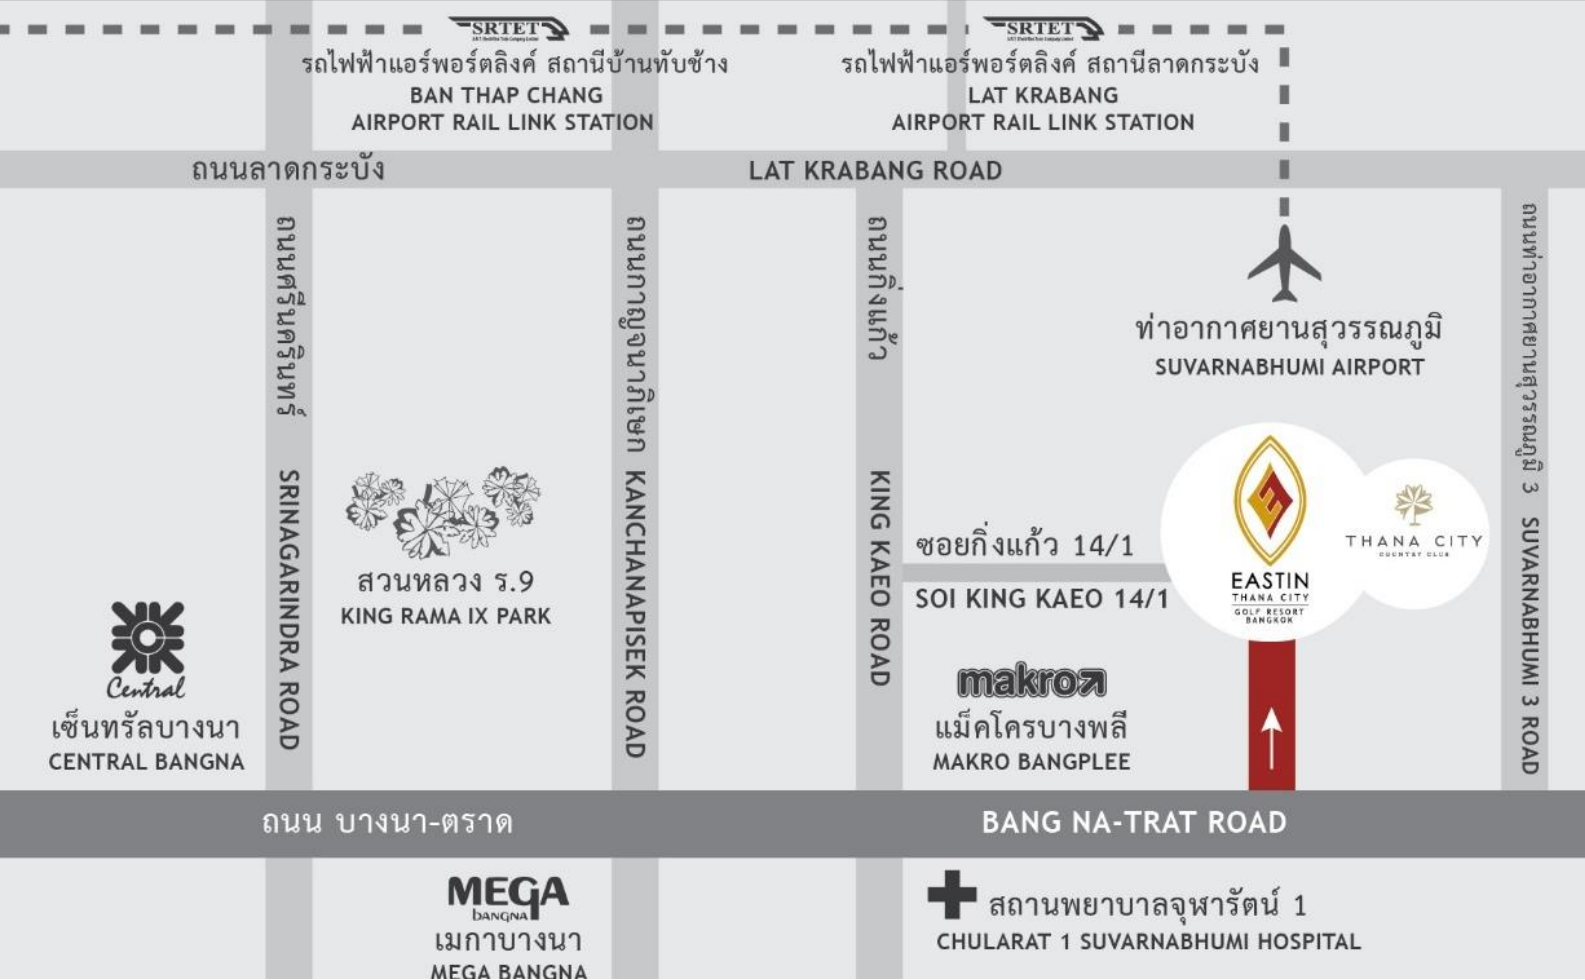 SRTET
รถไฟฟ้าแอร์พอร์ตลิงค์ สถานีบ้านทับช้าง
BAN THAP CHANG
AIRPORT RAIL LINK STATION
SRTET
รถไฟฟ้าแอร์พอร์ตลิงค์ สถานีลาดกระบัง
LAT KRABANG
AIRPORT RAIL LINK STATION
ถนนลาดกระบัง
LAT KRABANG ROAD
ถนนศรีนครินทร์ SRINAGARINDRA ROAD
ถนนกาญจนาภิเษก KANCHANAPISEK ROAD
ถนนกิ่งแก้ว KING KAEO ROAD
ถนนท่าอากาศยานสุวรรณภูมิ 3 SUVARNABHUMI 3 ROAD
ท่าอากาศยานสุวรรณภูมิ
SUVARNABHUMI AIRPORT
สวนหลวง ร.9
KING RAMA IX PARK
ซอยกิ่งแก้ว 14/1
SOI KING KAEO 14/1
EASTIN
THANA CITY
GOLF RESORT
BANGKOK
THANA CITY
COUNTRY CLUB
Central
เซ็นทรัลบางนา
CENTRAL BANGNA
makro
แม็คโครบางพลี
MAKRO BANGPLEE
ถนน บางนา-ตราด
BANG NA-TRAT ROAD
MEGA
BANGNA
เมกาบางนา
MEGA BANGNA
สถานพยาบาลจุฬารัตน์ 1
CHULARAT 1 SUVARNABHUMI HOSPITAL